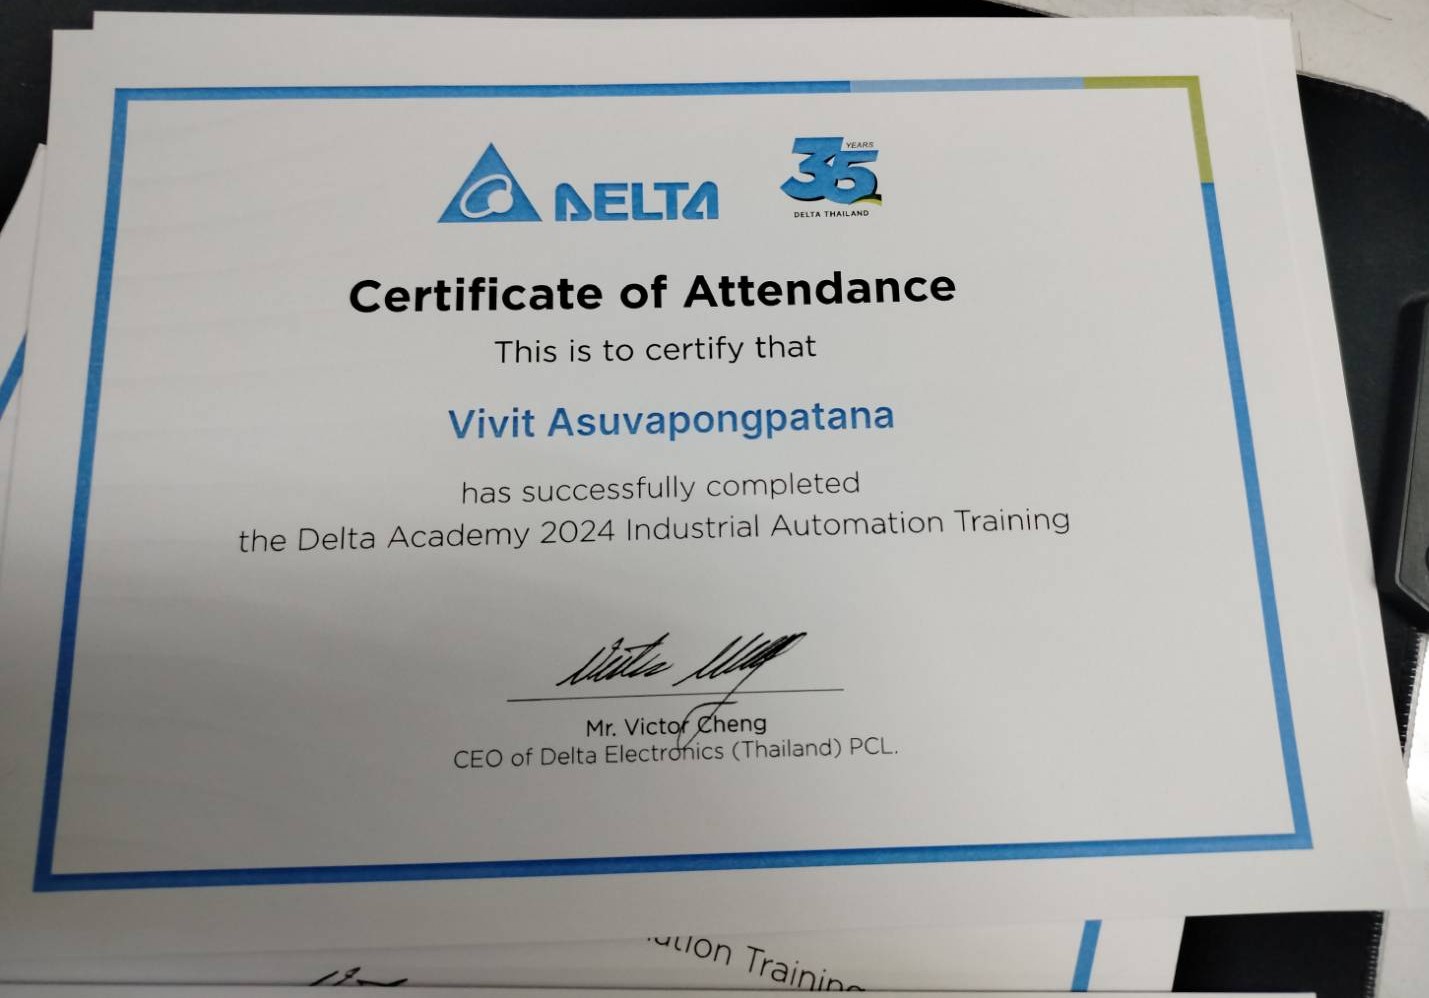 DELTA
35 YEARS
DELTA THAILAND
Certificate of Attendance
This is to certify that
Vivit Asuvapongpatana
has successfully completed
the Delta Academy 2024 Industrial Automation Training
Mr. Victor Cheng
CEO of Delta Electronics (Thailand) PCL.
Training